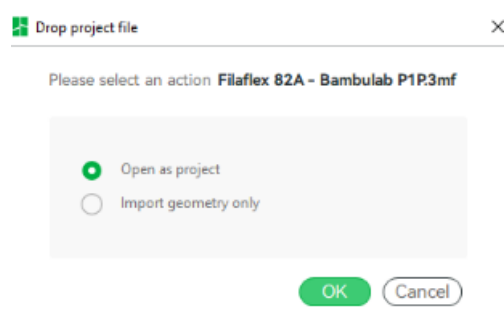 Drop project file
Please select an action Filaflex 82A - Bambulab P1P.3mf
Open as project
Import geometry only
OK Cancel